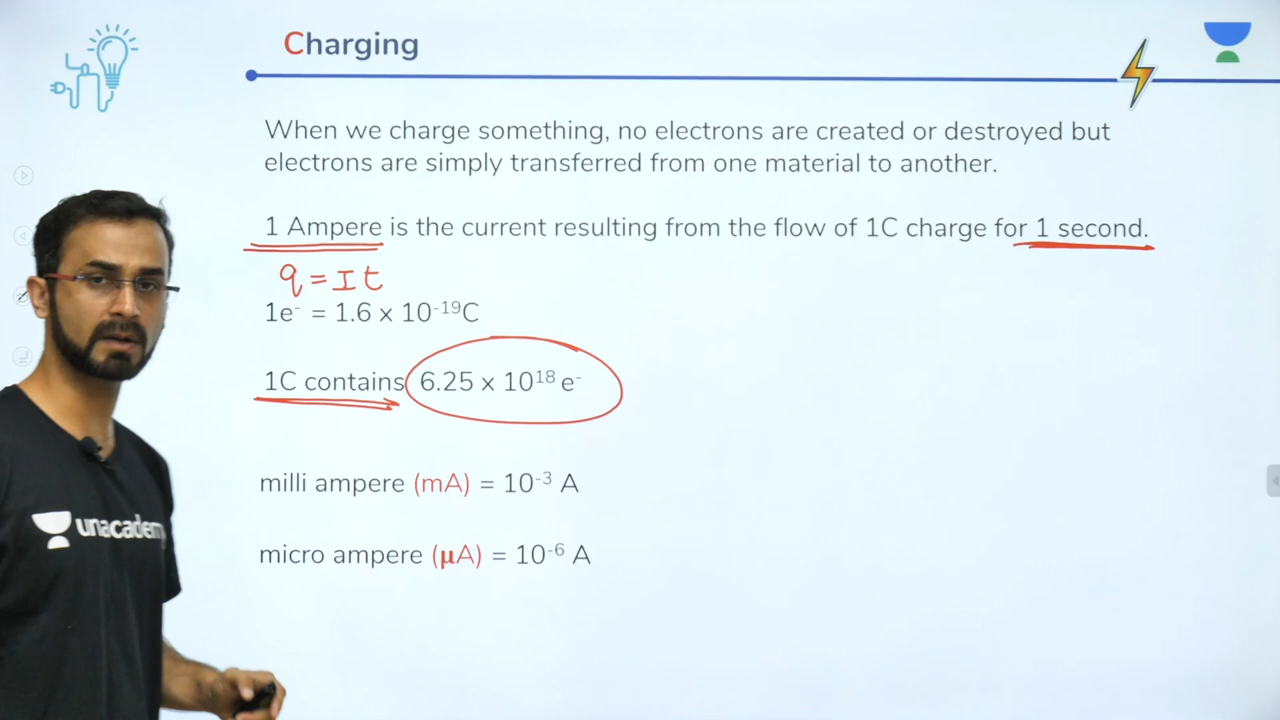 Charging
When we charge something, no electrons are created or destroyed but
electrons are simply transferred from one material to another.
1 Ampere is the current resulting from the flow of 1C charge for 1 second.
q = I t
1e⁻ = 1.6 x 10⁻¹⁹C
1C contains 6.25 x 10¹⁸ e⁻
milli ampere (mA) = 10⁻³ A
unacademy
micro ampere (μA) = 10⁻⁶ A